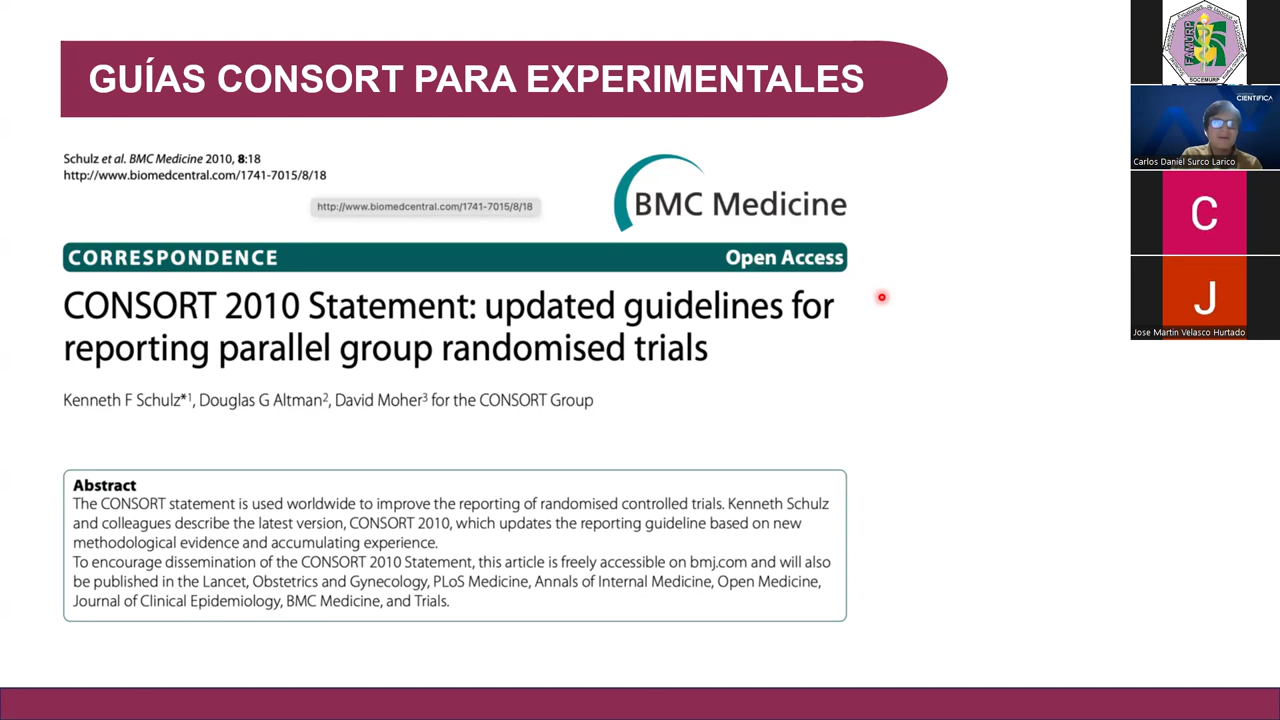 GUÍAS CONSORT PARA EXPERIMENTALES
Schulz et al. BMC Medicine 2010, 8:18
http://www.biomedcentral.com/1741-7015/8/18
http://www.biomedcentral.com/1741-7015/8/18
BMC Medicine
CORRESPONDENCE
Open Access
CONSORT 2010 Statement: updated guidelines for
reporting parallel group randomised trials
Kenneth F Schulz*1, Douglas G Altman2, David Moher3 for the CONSORT Group
Abstract
The CONSORT statement is used worldwide to improve the reporting of randomised controlled trials. Kenneth Schulz
and colleagues describe the latest version, CONSORT 2010, which updates the reporting guideline based on new
methodological evidence and accumulating experience.
To encourage dissemination of the CONSORT 2010 Statement, this article is freely accessible on bmj.com and will also
be published in the Lancet, Obstetrics and Gynecology, PLoS Medicine, Annals of Internal Medicine, Open Medicine,
Journal of Clinical Epidemiology, BMC Medicine, and Trials.
FAMURP
SOCEMURP
CIENTÍFICA
Carlos Daniel Surco Larico
C
J
Jose Martin Velasco Hurtado